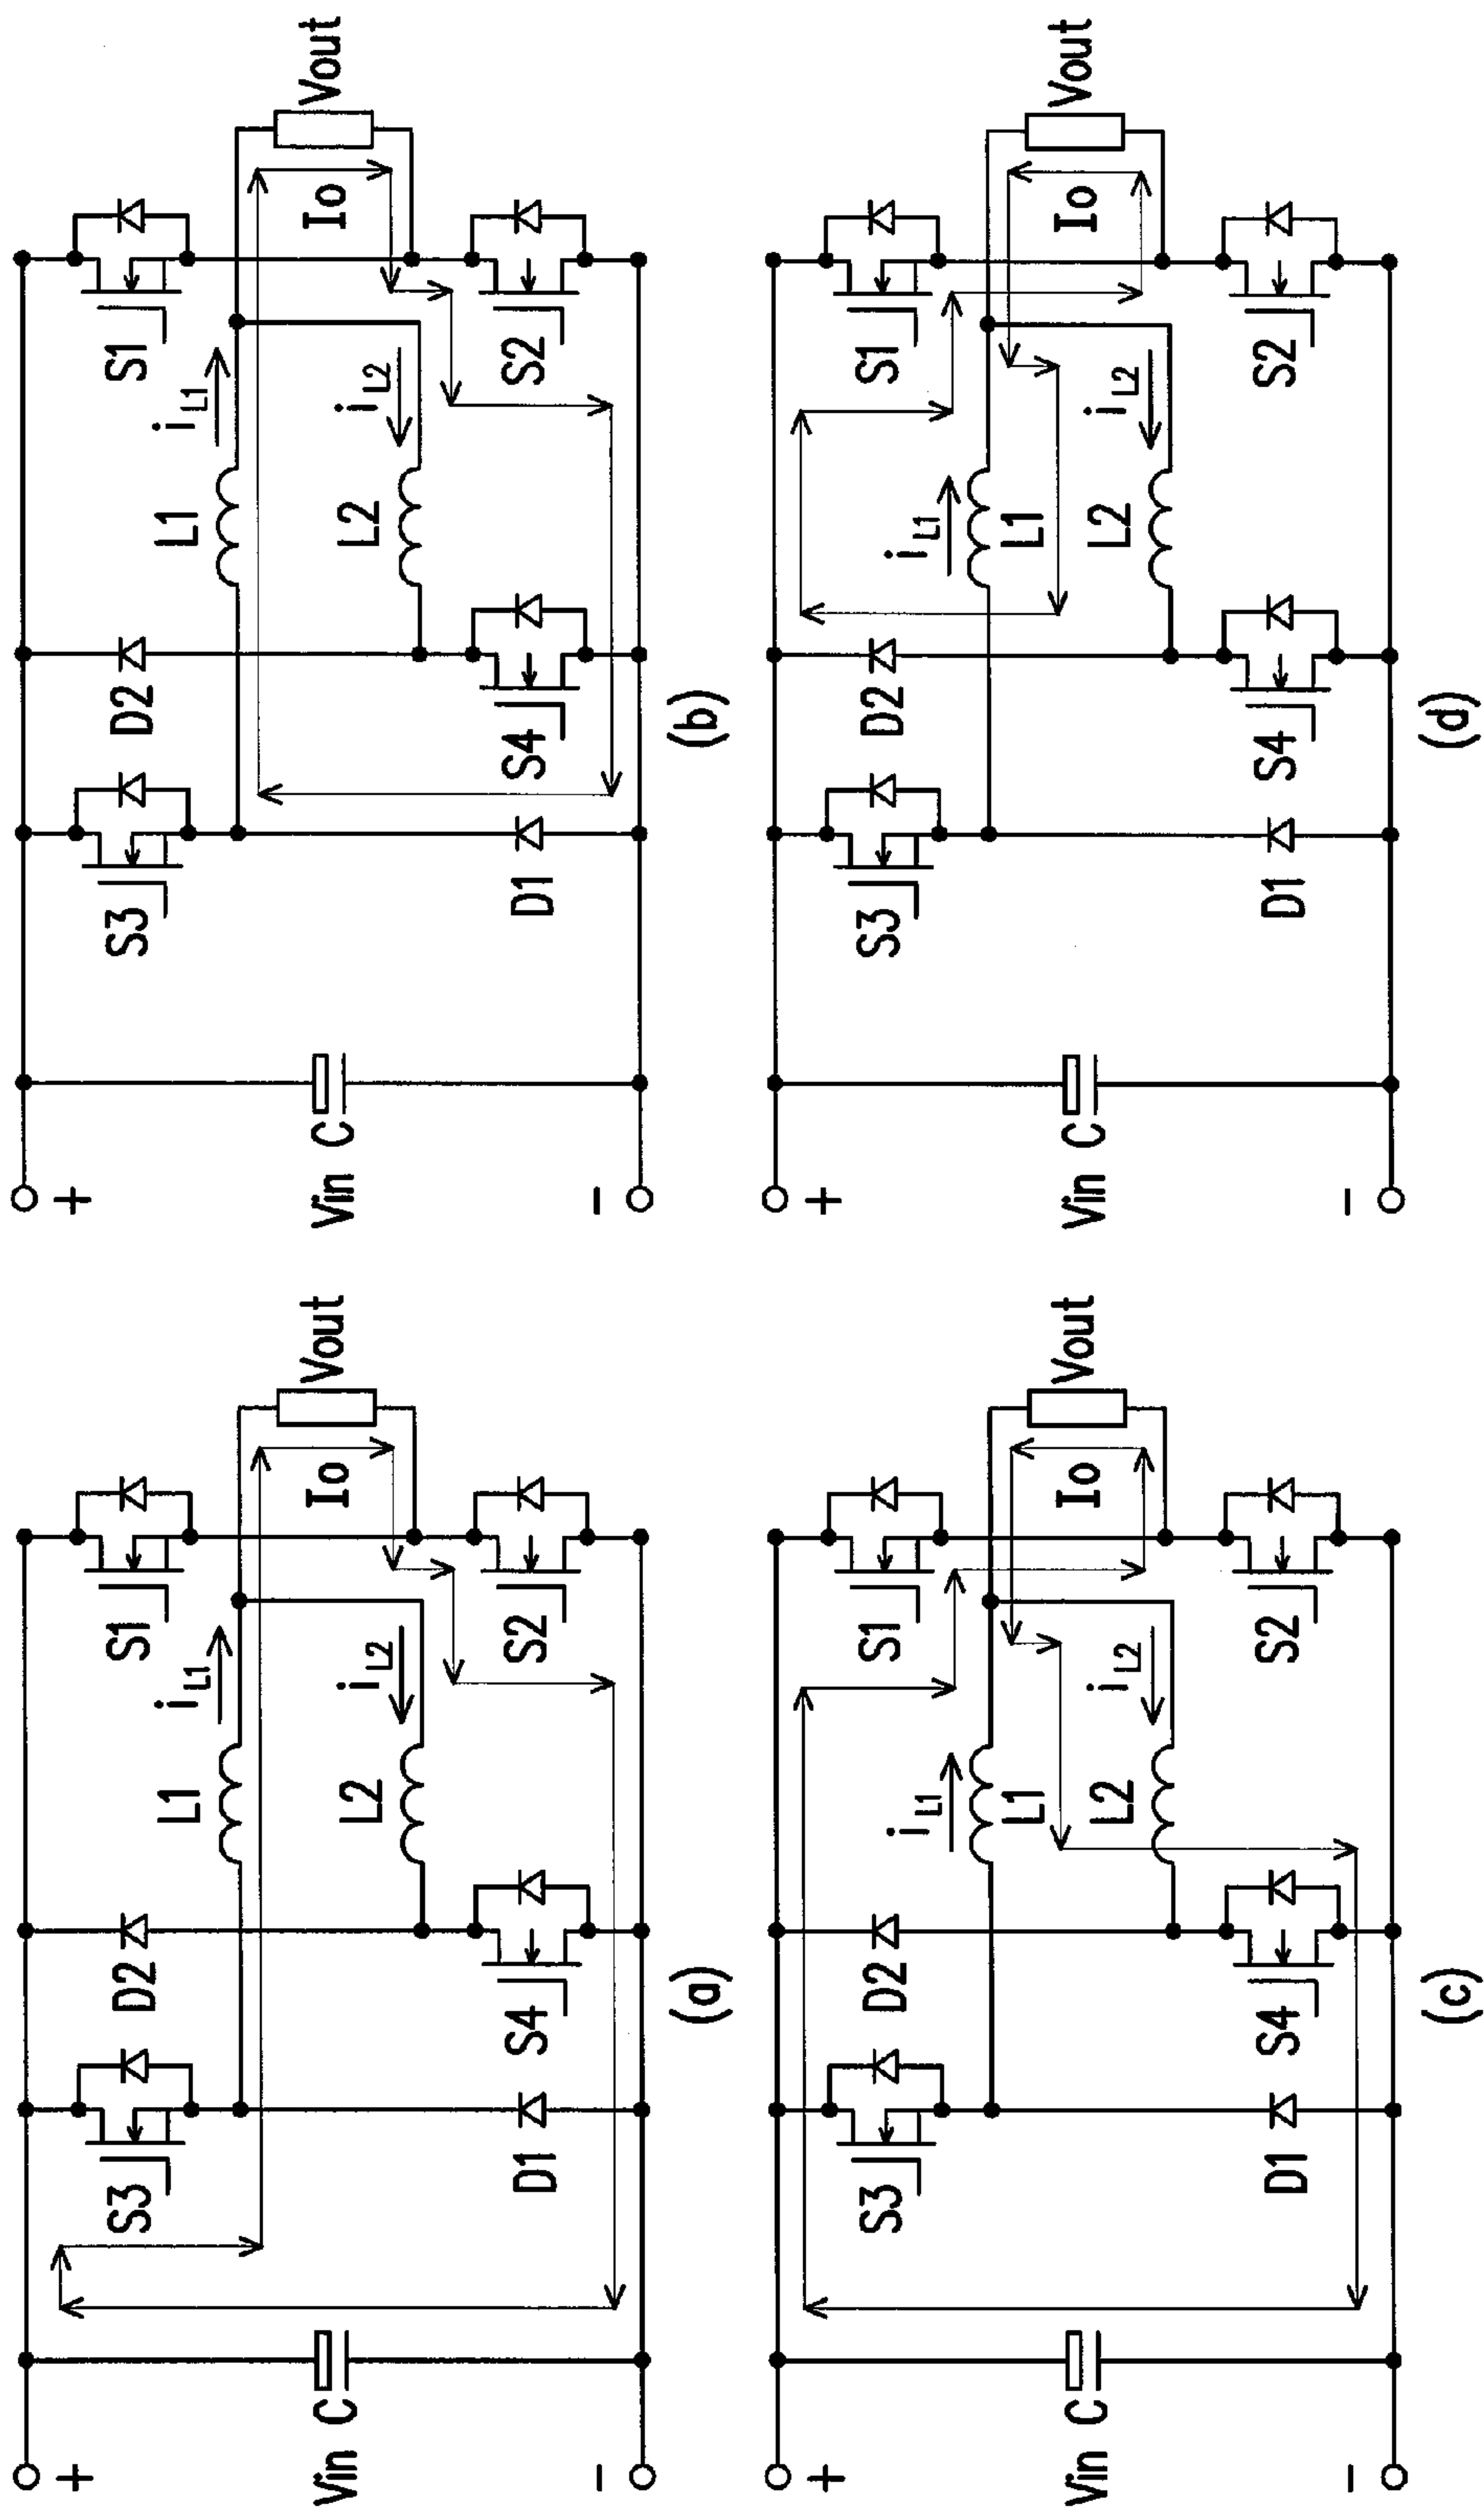 S3
D2
L1
iL1
S1
Vin C
L2
iL2
Io
Vout
D1
S4
S2
+
-
(a)
S3
D2
L1
iL1
S1
Vin C
L2
iL2
Io
Vout
D1
S4
S2
+
-
(b)
S3
D2
iL1
L1
S1
Vin C
L2
iL2
Io
Vout
D1
S4
S2
+
-
(c)
S3
D2
iL1
L1
S1
Vin C
L2
iL2
Io
Vout
D1
S4
S2
+
-
(d)